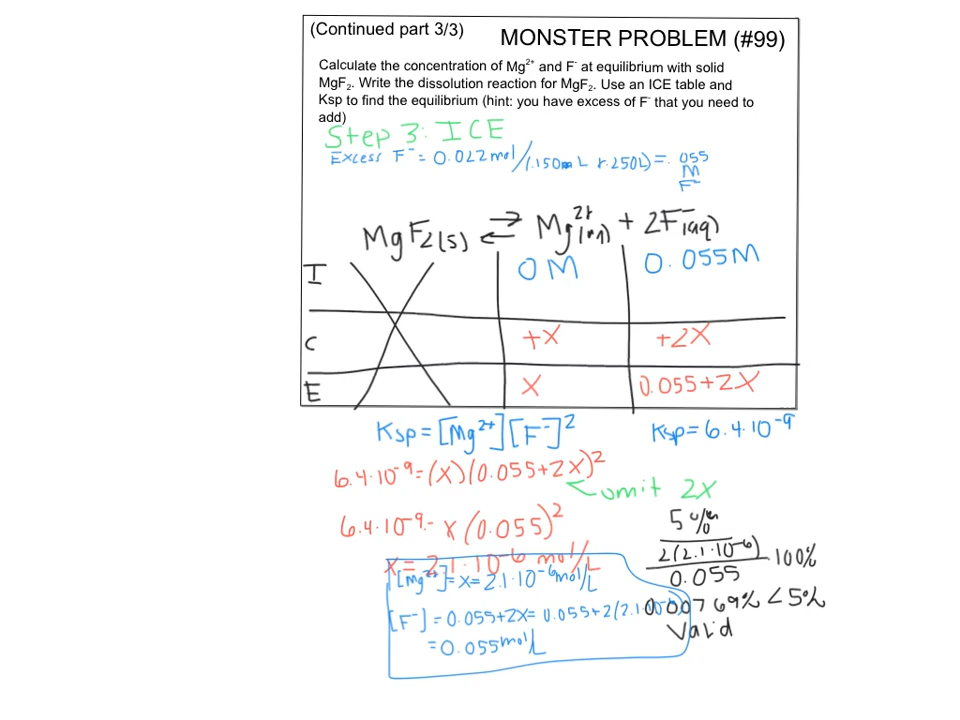 (Continued part 3/3)
MONSTER PROBLEM (#99)
Calculate the concentration of Mg²⁺ and F⁻ at equilibrium with solid
MgF₂. Write the dissolution reaction for MgF₂. Use an ICE table and
Ksp to find the equilibrium (hint: you have excess of F⁻ that you need to
add)
Step 3: ICE
Excess F⁻ = 0.022 mol/(.150mL +.250L) = .055
M
F⁻
MgF₂(s) ⇌ Mg²⁺(aq) + 2F⁻(aq)
I 0 M 0.055M
C +X +2X
E X 0.055+2X
Ksp = [Mg²⁺][F⁻]² Ksp = 6.4·10⁻⁹
6.4·10⁻⁹ = (X)(0.055+2X)²
omit 2X
6.4·10⁻⁹ = X(0.055)²
5% 
X = 2.1·10⁻⁶ mol/L
2(2.1·10⁻⁶) 100%
0.055
[Mg²⁺] = X = 2.1·10⁻⁶ mol/L
[F⁻] = 0.055+2X = 0.055+2(2.1·10⁻⁶)
0.00769% < 5%
= 0.055 mol/L
Valid